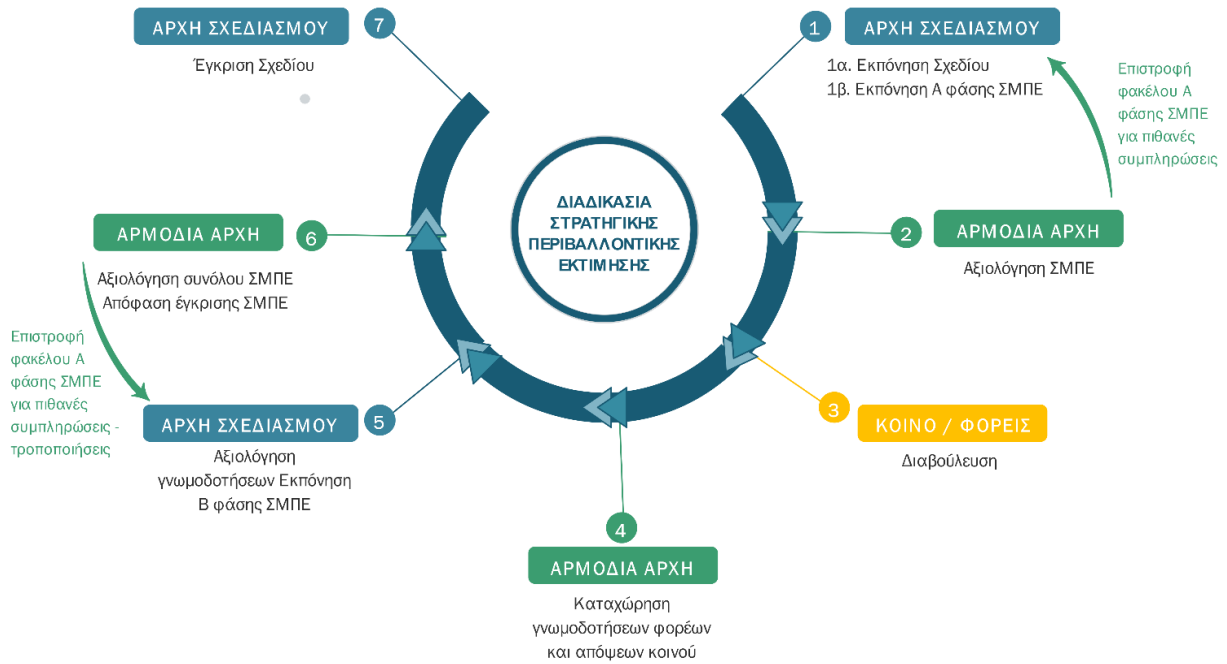 ΔΙΑΔΙΚΑΣΙΑ
ΣΤΡΑΤΗΓΙΚΗΣ
ΠΕΡΙΒΑΛΛΟΝΤΙΚΗΣ
ΕΚΤΙΜΗΣΗΣ
1
ΑΡΧΗ ΣΧΕΔΙΑΣΜΟΥ
1α. Εκπόνηση Σχεδίου
1β. Εκπόνηση Α φάσης ΣΜΠΕ
Επιστροφή
φακέλου Α
φάσης ΣΜΠΕ
για πιθανές
συμπληρώσεις
2
ΑΡΜΟΔΙΑ ΑΡΧΗ
Αξιολόγηση ΣΜΠΕ
3
ΚΟΙΝΟ / ΦΟΡΕΙΣ
Διαβούλευση
4
ΑΡΜΟΔΙΑ ΑΡΧΗ
Καταχώρηση
γνωμοδοτήσεων φορέων
και απόψεων κοινού
5
ΑΡΧΗ ΣΧΕΔΙΑΣΜΟΥ
Αξιολόγηση
γνωμοδοτήσεων Εκπόνηση
Β φάσης ΣΜΠΕ
6
ΑΡΜΟΔΙΑ ΑΡΧΗ
Αξιολόγηση συνόλου ΣΜΠΕ
Απόφαση έγκρισης ΣΜΠΕ
Επιστροφή
φακέλου Α
φάσης ΣΜΠΕ
για πιθανές
συμπληρώσεις -
τροποποιήσεις
7
ΑΡΧΗ ΣΧΕΔΙΑΣΜΟΥ
Έγκριση Σχεδίου